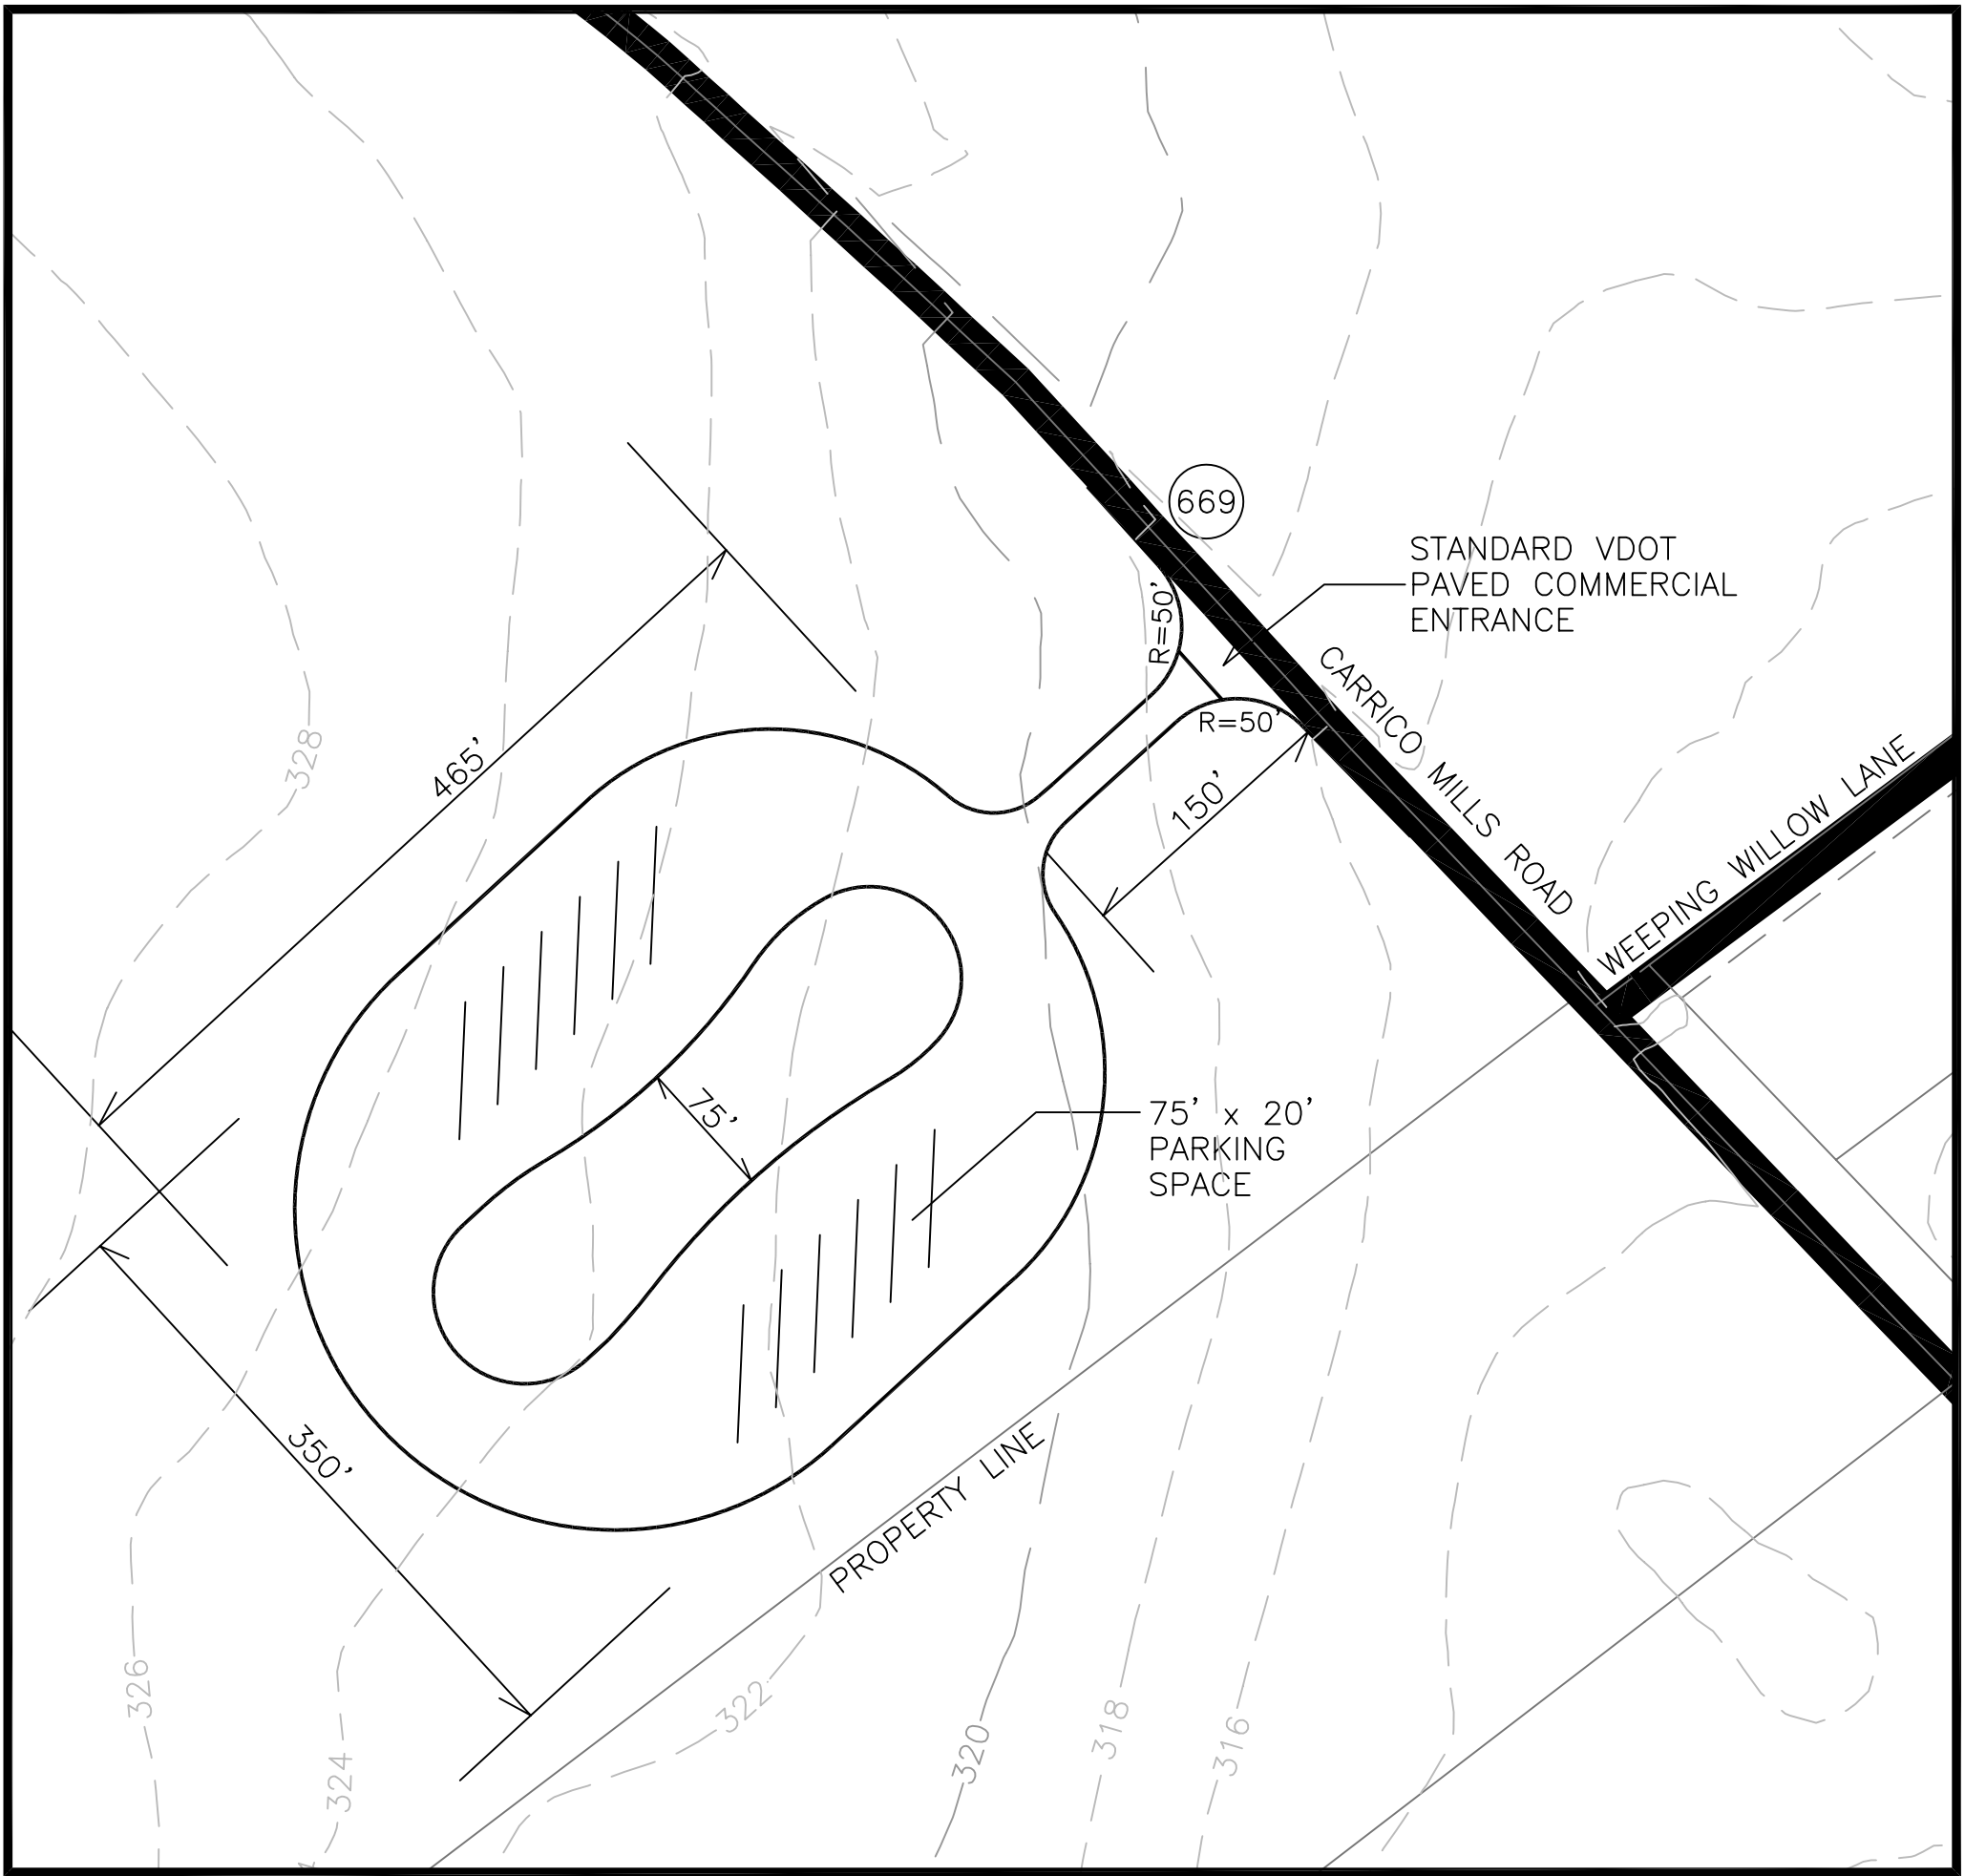 669
STANDARD VDOT
PAVED COMMERCIAL
ENTRANCE
R=50'
CARRICO MILLS ROAD
R=50'
465'
328
150'
WEEPING WILLOW LANE
75'
75' x 20'
PARKING
SPACE
350'
PROPERTY LINE
326
322
324
320
318
316